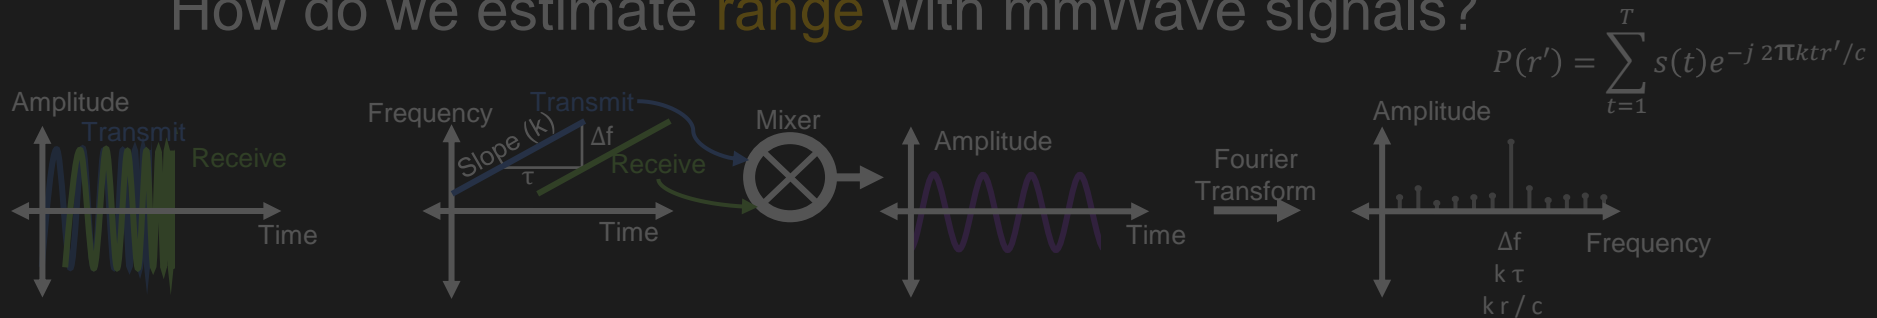 How do we estimate range with mmWave signals?
P(r′) = ∑ s(t)e^{−j 2πktr′/c}
T
t=1
Amplitude
Transmit
Receive
Time
Frequency
Transmit
Slope (k)
Δf
τ
Receive
Time
Mixer
Amplitude
Time
Fourier
Transform
Amplitude
Δf
k τ
k r / c
Frequency